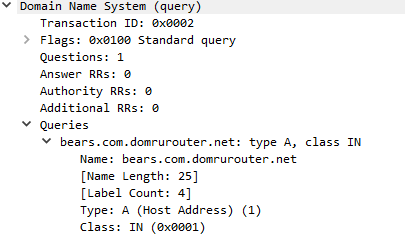 Domain Name System (query)
Transaction ID: 0x0002
Flags: 0x0100 Standard query
Questions: 1
Answer RRs: 0
Authority RRs: 0
Additional RRs: 0
Queries
bears.com.domrurouter.net: type A, class IN
Name: bears.com.domrurouter.net
[Name Length: 25]
[Label Count: 4]
Type: A (Host Address) (1)
Class: IN (0x0001)